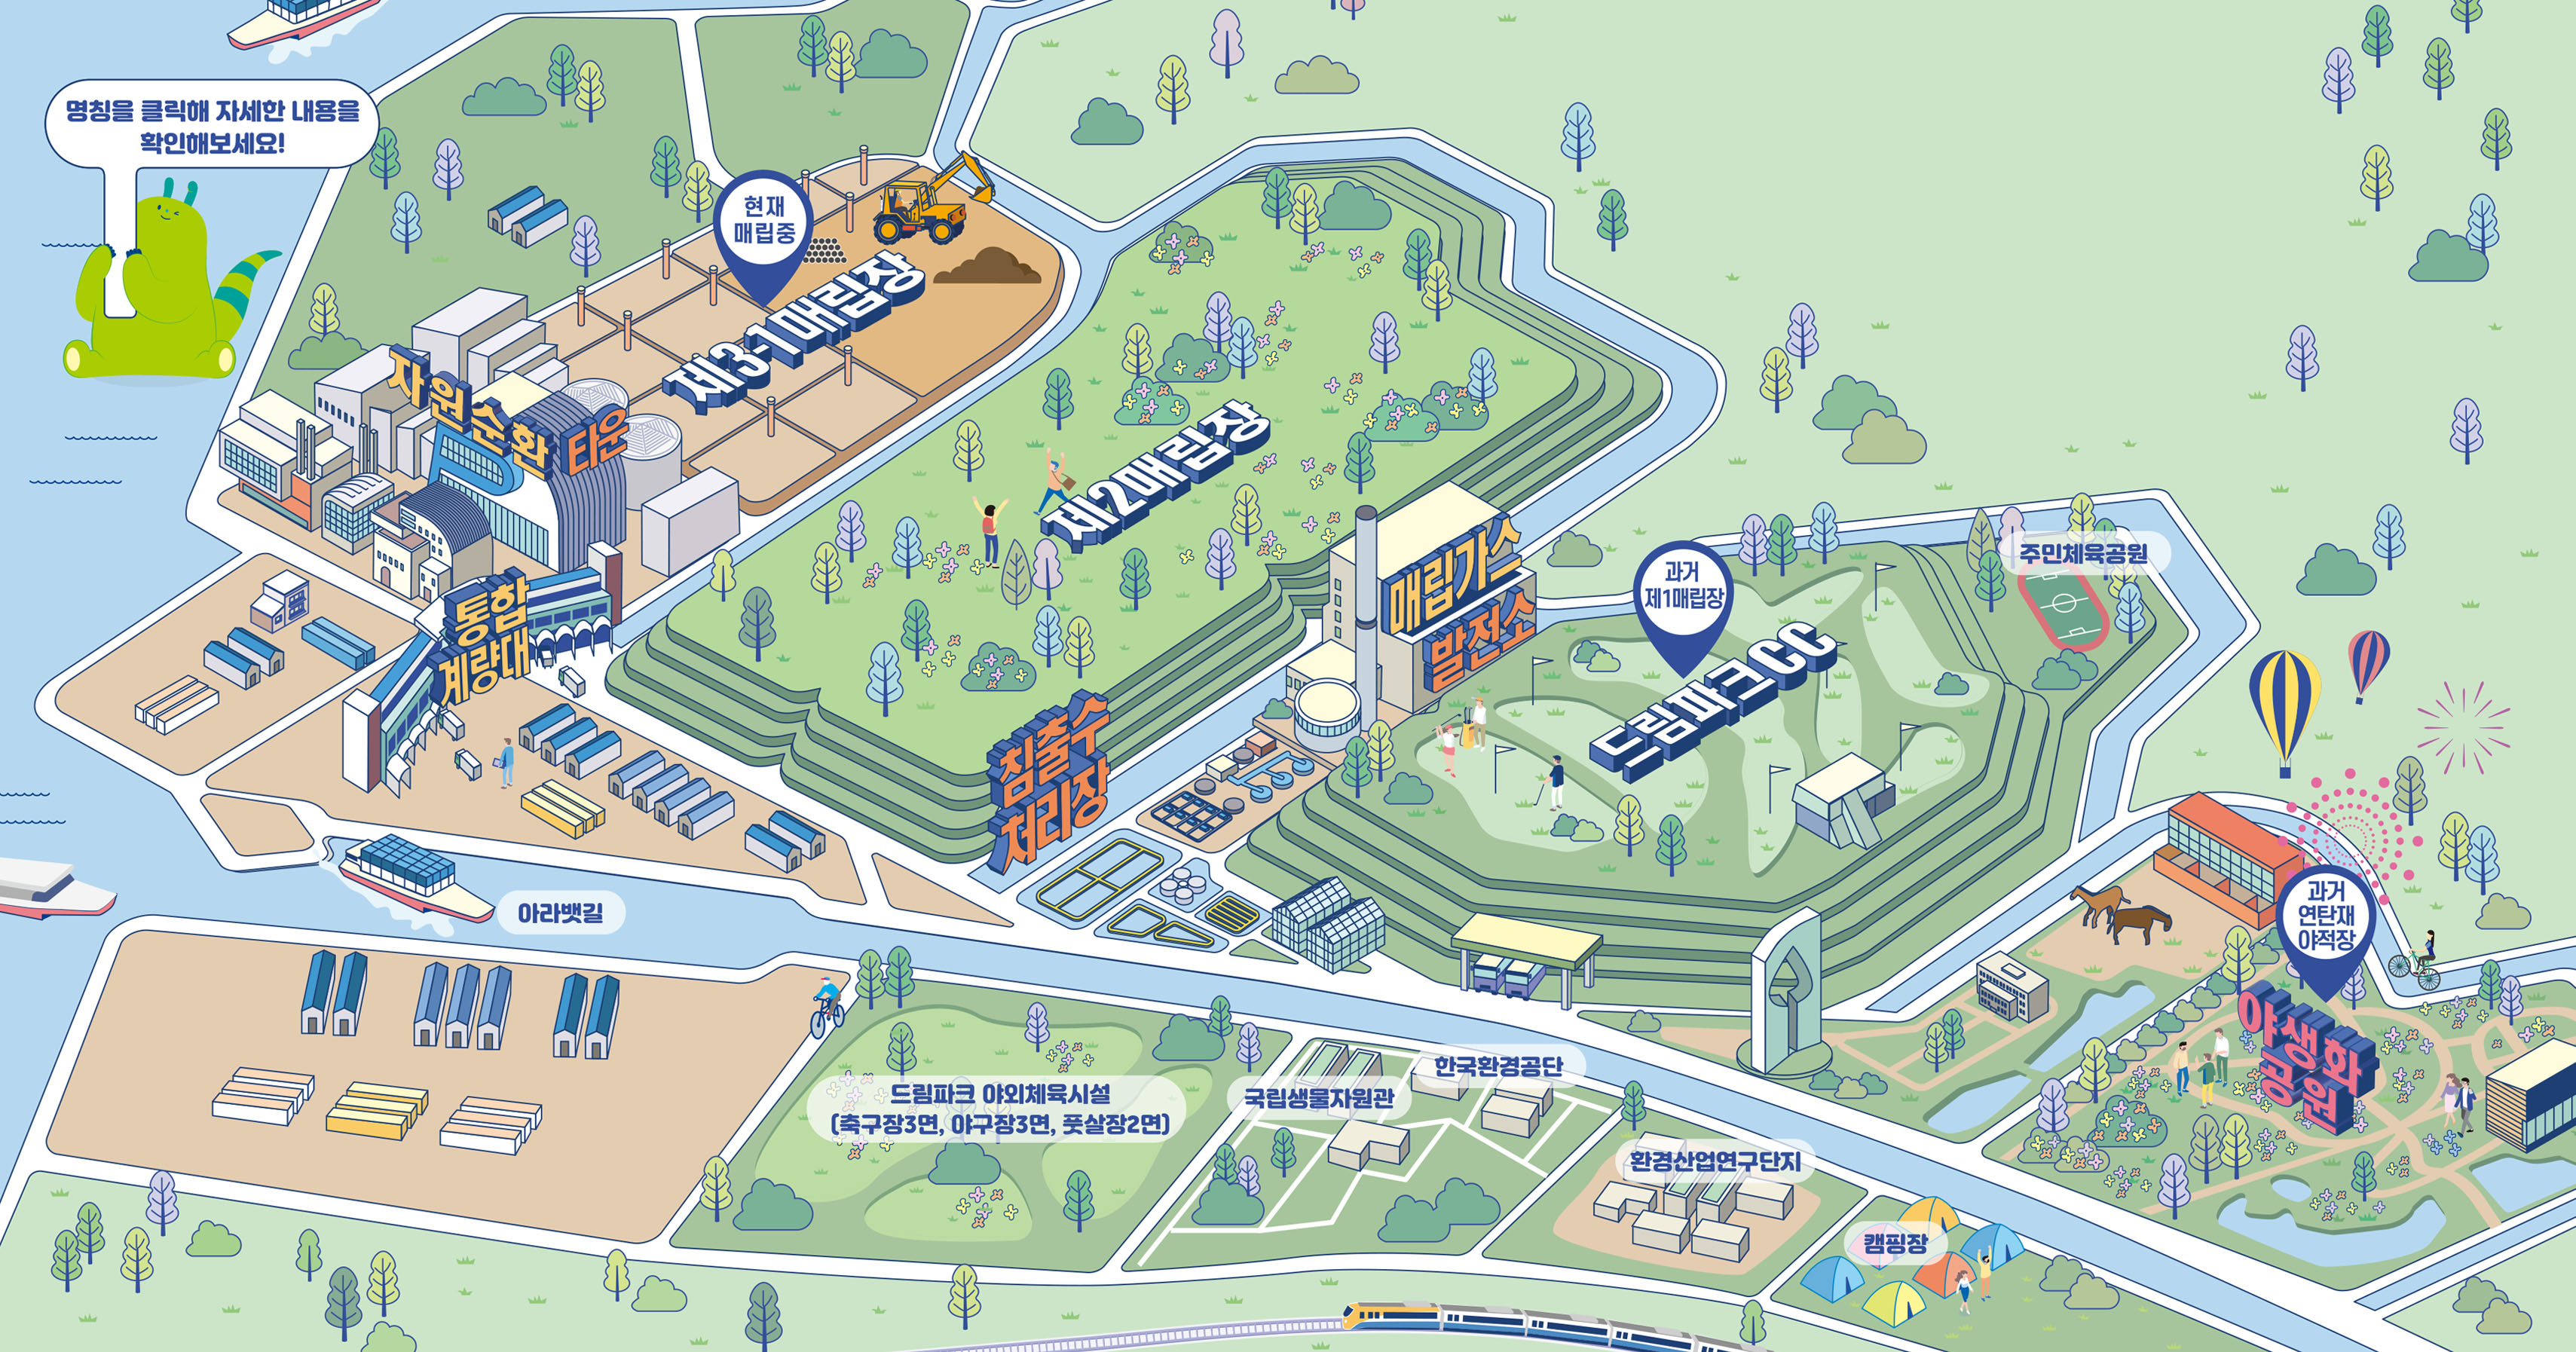 명칭을 클릭해 자세한 내용을
확인해보세요!
현재
매립중
제3-1매립장
자원순환
타운
제2매립장
통합
계량대
매립가스
발전소
과거
제1매립장
드림파크CC
주민체육공원
침출수
처리장
아라뱃길
과거
연탄재
야적장
야생화
공원
드림파크 야외체육시설
(축구장3면, 야구장3면, 풋살장2면)
국립생물자원관
한국환경공단
환경산업연구단지
캠핑장